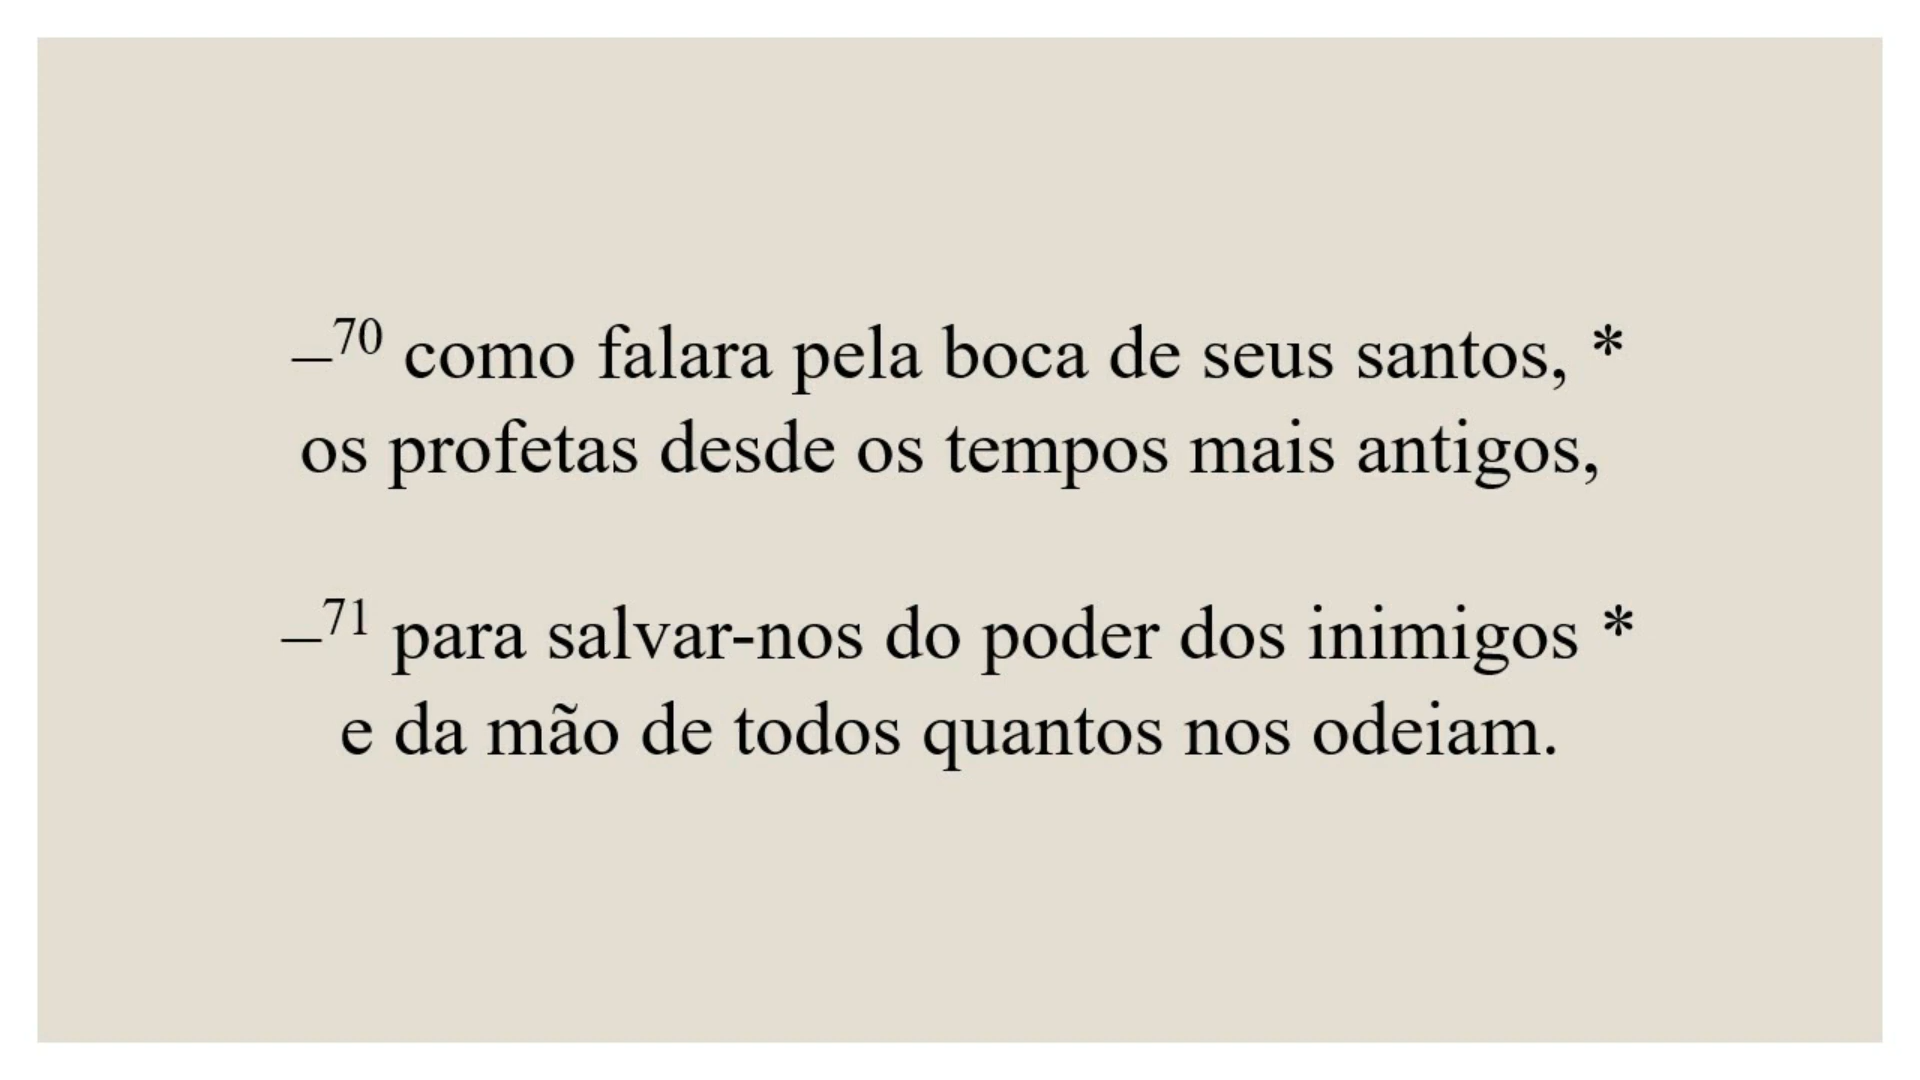 –⁷⁰ como falara pela boca de seus santos, *
os profetas desde os tempos mais antigos,
–⁷¹ para salvar-nos do poder dos inimigos *
e da mão de todos quantos nos odeiam.